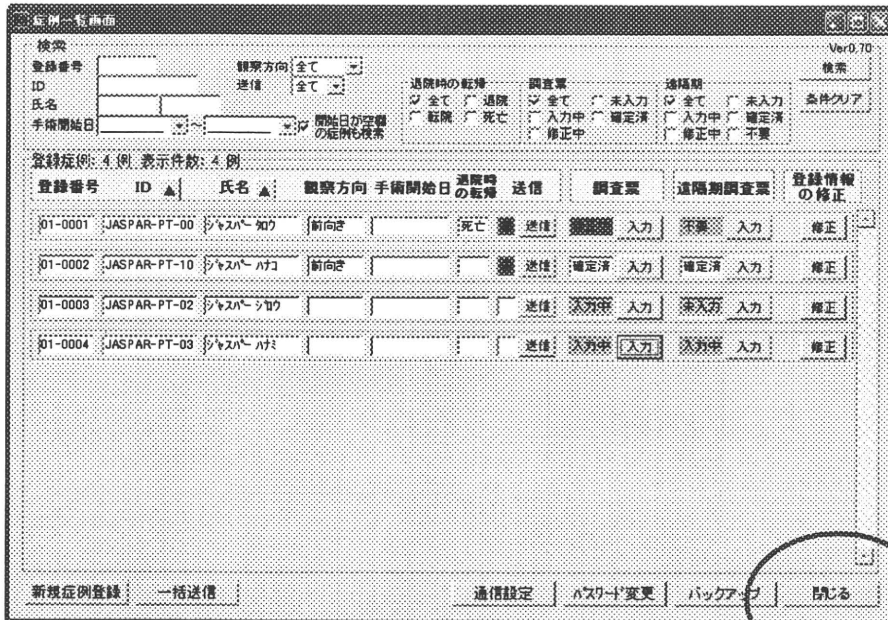 症例一覧画面
検索
Ver0.70
登録番号 観察方向 全て 検索
ID 送信 全て
氏名
手術開始日 ～ 開始日が空欄の症例も検索
退院時の転帰
全て 退院
転院 死亡
調査票
全て 未入力
入力中 確定済
修正中
遠隔期
全て 未入力
入力中 確定済
修正中 不要
条件クリア
登録症例: 4 例 表示件数: 4 例
登録番号 ID ▲ 氏名 ▲ 観察方向 手術開始日 退院時の転帰 送信 調査票 遠隔期調査票 登録情報の修正
01-0001 JASPAR-PT-00 ジャスパー タロウ 前向き 死亡 送信 入力 不要 入力 修正
01-0002 JASPAR-PT-10 ジャスパー ハナコ 前向き 送信 確定済 入力 確定済 入力 修正
01-0003 JASPAR-PT-02 ジャスパー シロウ 送信 入力中 入力 未入力 入力 修正
01-0004 JASPAR-PT-03 ジャスパー ハナミ 送信 入力中 入力 入力中 入力 修正
新規症例登録 一括送信 通信設定 パスワード変更 バックアップ 閉じる